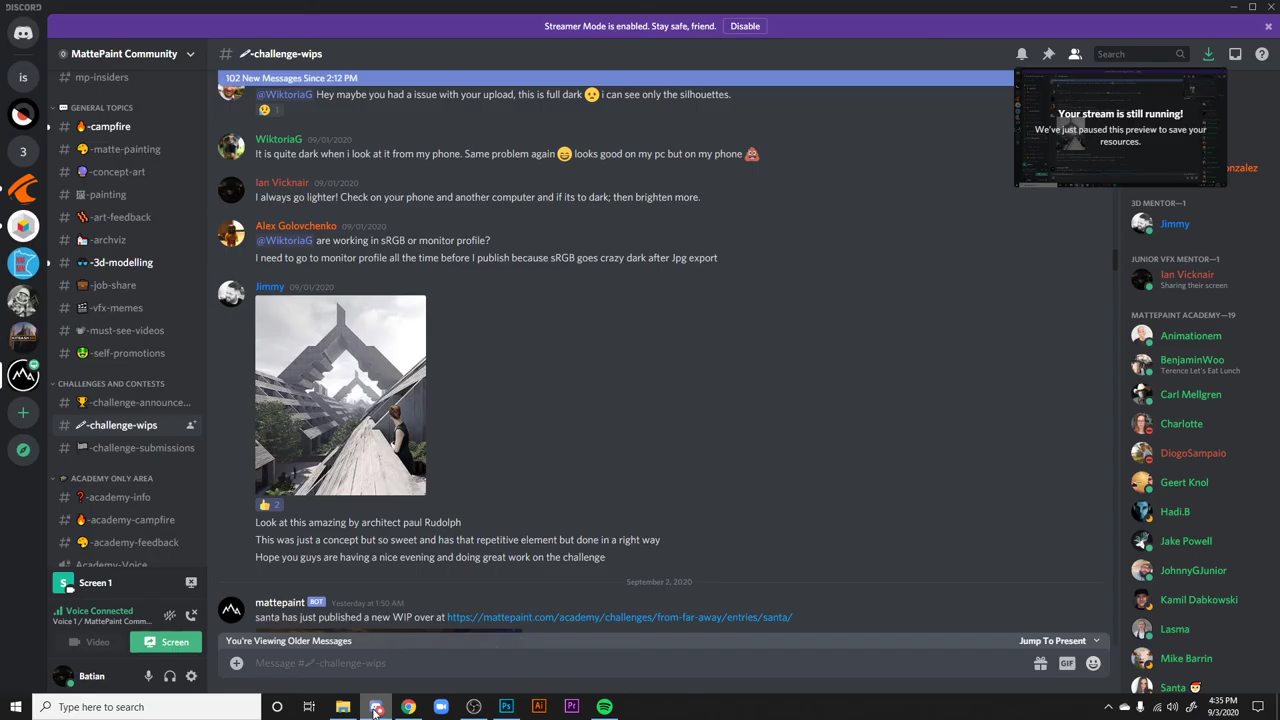 DISCORD
Streamer Mode is enabled. Stay safe, friend. Disable
MattePaint Community
mp-insiders
GENERAL TOPICS
-campfire
-matte-painting
-concept-art
-painting
-art-feedback
-archviz
-3d-modelling
-job-share
-vfx-memes
-must-see-videos
-self-promotions
CHALLENGES AND CONTESTS
-challenge-announce...
-challenge-wips
-challenge-submissions
ACADEMY ONLY AREA
-academy-info
-academy-campfire
-academy-feedback
Academy-Voice
is
3
S Screen 1
Voice Connected
Voice 1 / MattePaint Comm...
Video
Screen
Batian
# -challenge-wips
Search
102 New Messages Since 2:12 PM
@WiktoriaG Hey maybe you had a issue with your upload, this is full dark 😟 i can see only the silhouettes.
1
WiktoriaG 09/01/2020
It is quite dark when i look at it from my phone. Same problem again 😄 looks good on my pc but on my phone 💩
Ian Vicknair 09/01/2020
I always go lighter! Check on your phone and another computer and if its to dark; then brighten more.
Alex Golovchenko 09/01/2020
@WiktoriaG are working in sRGB or monitor profile?
I need to go to monitor profile all the time before I publish because sRGB goes crazy dark after Jpg export
Jimmy 09/01/2020
👍 2
Look at this amazing by architect paul Rudolph
This was just a concept but so sweet and has that repetitive element but done in a right way
Hope you guys are having a nice evening and doing great work on the challenge
September 2, 2020
mattepaint BOT Yesterday at 1:50 AM
santa has just published a new WIP over at https://mattepaint.com/academy/challenges/from-far-away/entries/santa/
You're Viewing Older Messages Jump To Present
Message #-challenge-wips
GIF
Your stream is still running!
We've just paused this preview to save your
resources.
onzalez
3D MENTOR—1
Jimmy
JUNIOR VFX MENTOR—1
Ian Vicknair
Sharing their screen
MATTEPAINT ACADEMY—19
Animationem
BenjaminWoo
Terence Let's Eat Lunch
Carl Mellgren
Charlotte
DiogoSampaio
Geert Knol
Hadi.B
Jake Powell
JohnnyGJunior
Kamil Dabkowski
Lasma
Mike Barrin
Santa 🎅
Type here to search
Ps
Ai
Pr
4:35 PM
9/3/2020